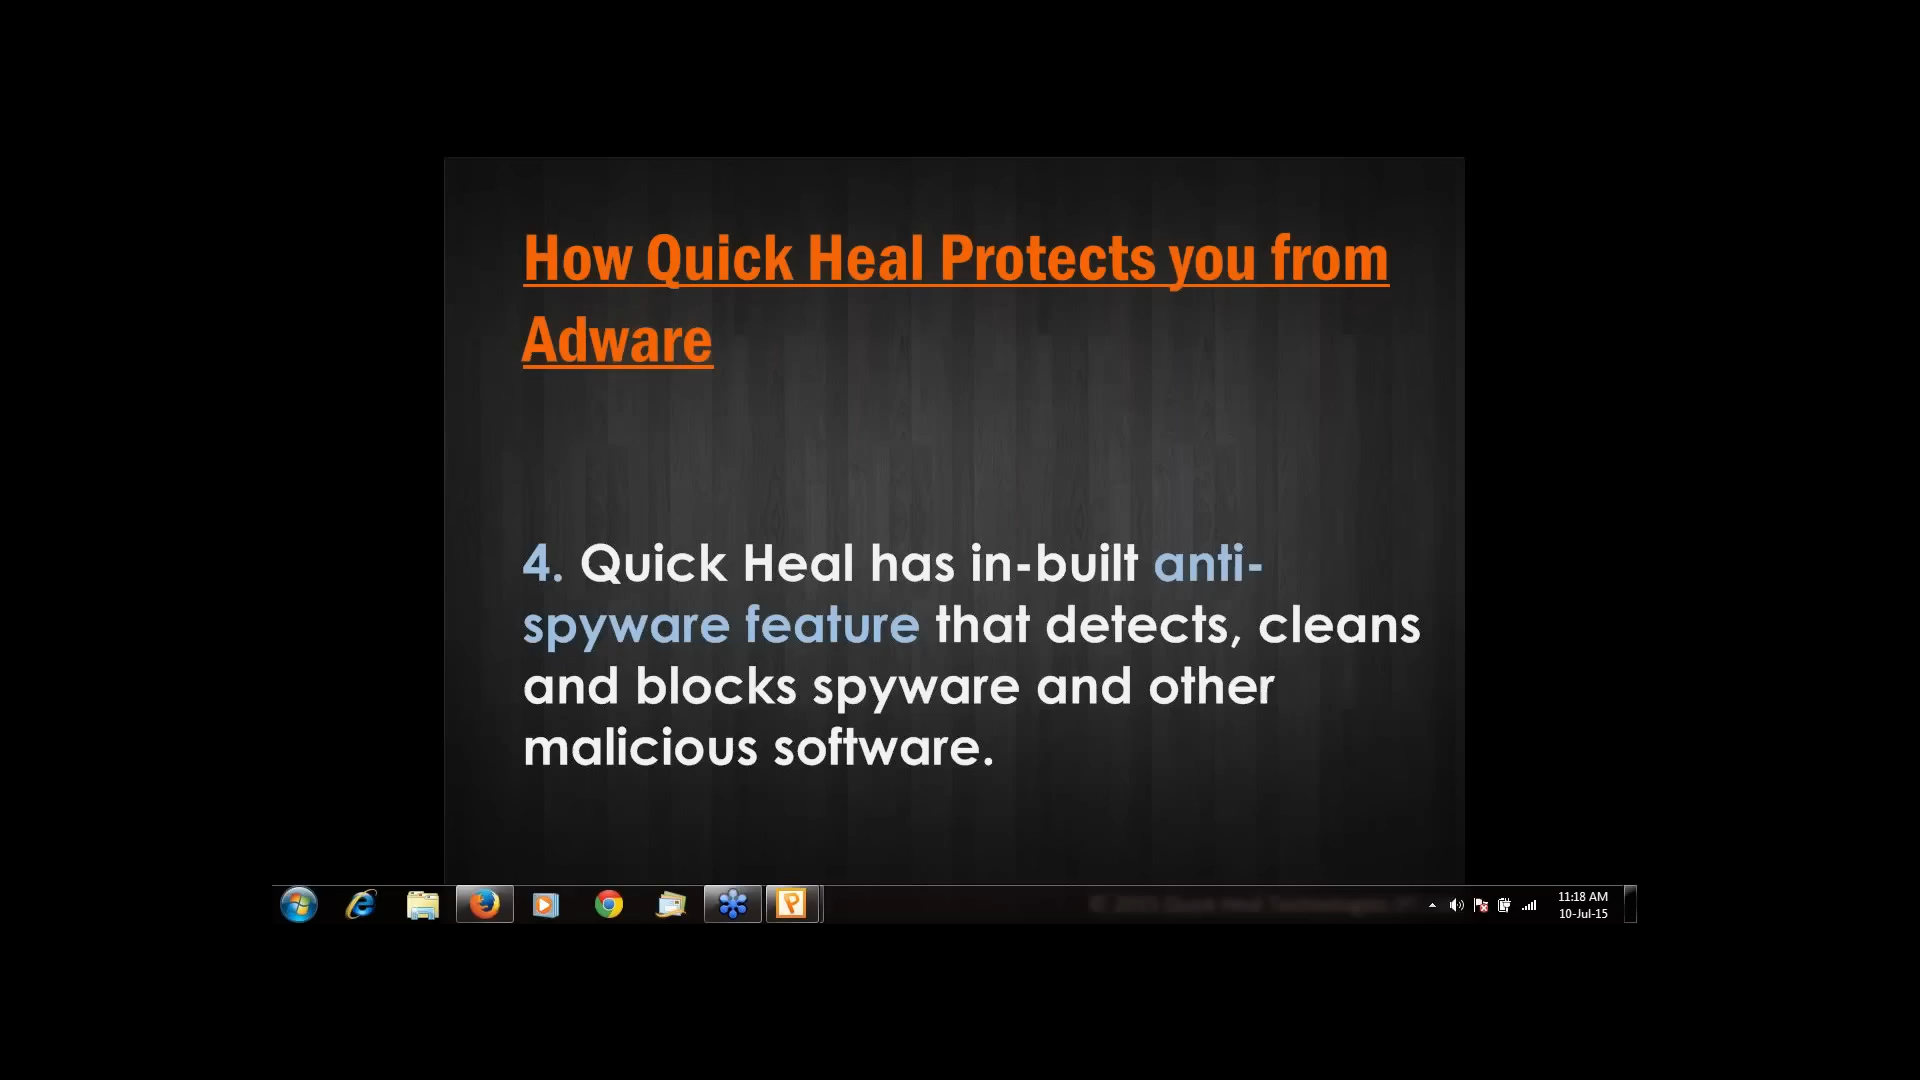 How Quick Heal Protects you from
Adware
4. Quick Heal has in-built anti-
spyware feature that detects, cleans
and blocks spyware and other
malicious software.
11:18 AM
10-Jul-15